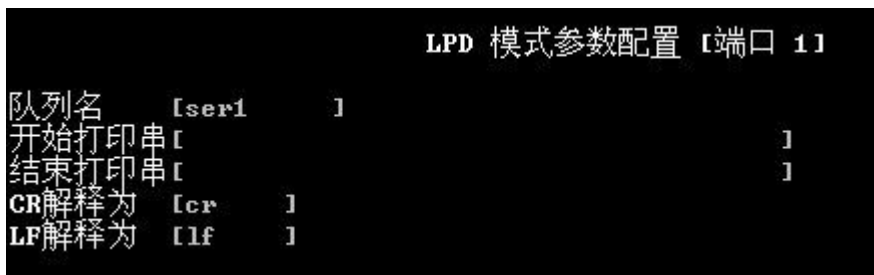 LPD 模式参数配置 [端口 1]
队列名 [ser1 ]
开始打印串[ ]
结束打印串[ ]
CR解释为 [cr ]
LF解释为 [lf ]